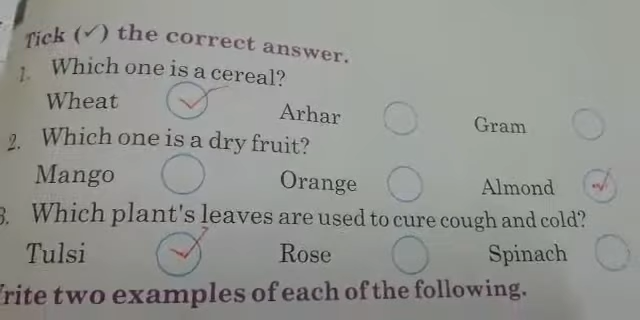 Tick (✓) the correct answer.
1. Which one is a cereal?
Wheat Arhar Gram
2. Which one is a dry fruit?
Mango Orange Almond
3. Which plant's leaves are used to cure cough and cold?
Tulsi Rose Spinach
rite two examples of each of the following.